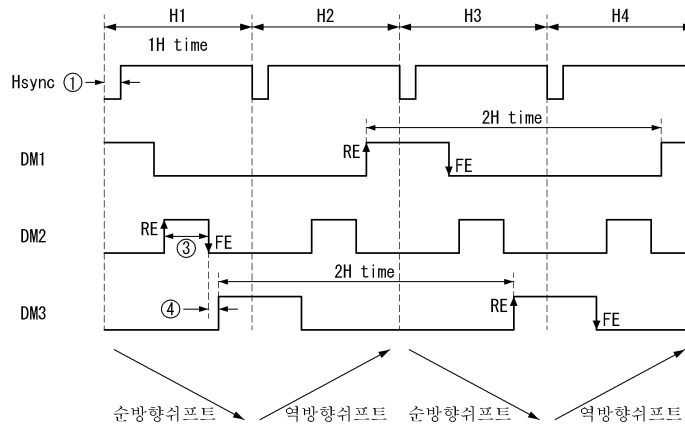 H1 H2 H3 H4
1H time
Hsync ①
2H time
DM1 RE FE
DM2 RE ③ FE
2H time
DM3 ④ RE FE
순방향쉬프트 역방향쉬프트 순방향쉬프트 역방향쉬프트